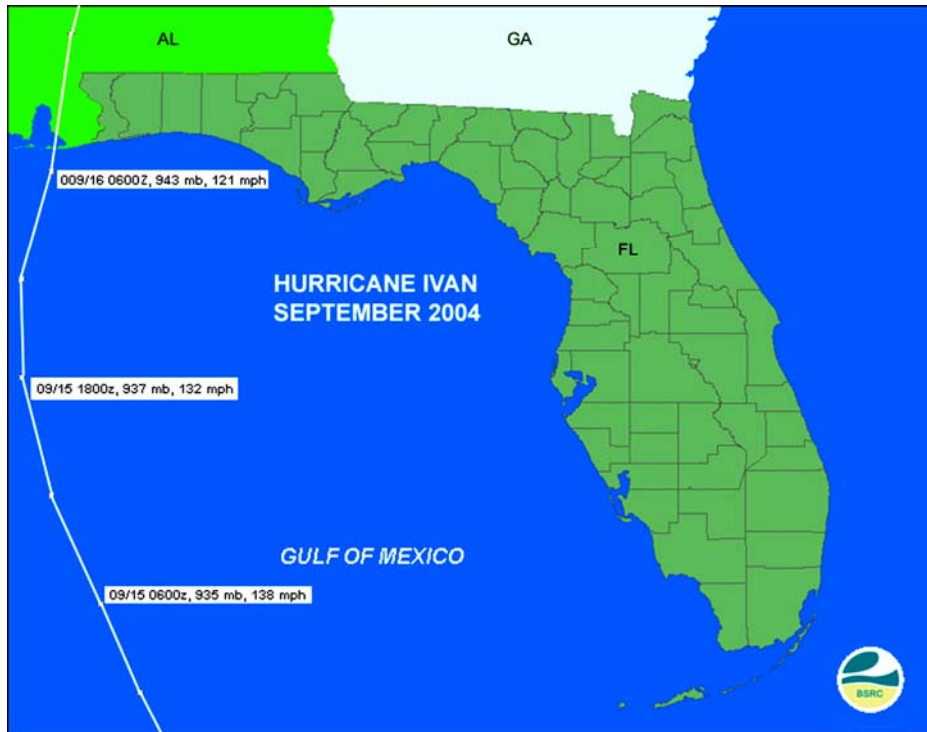 AL
GA
009/16 0600Z, 943 mb, 121 mph
FL
HURRICANE IVAN
SEPTEMBER 2004
09/15 1800z, 937 mb, 132 mph
GULF OF MEXICO
09/15 0600z, 935 mb, 138 mph
BSRC